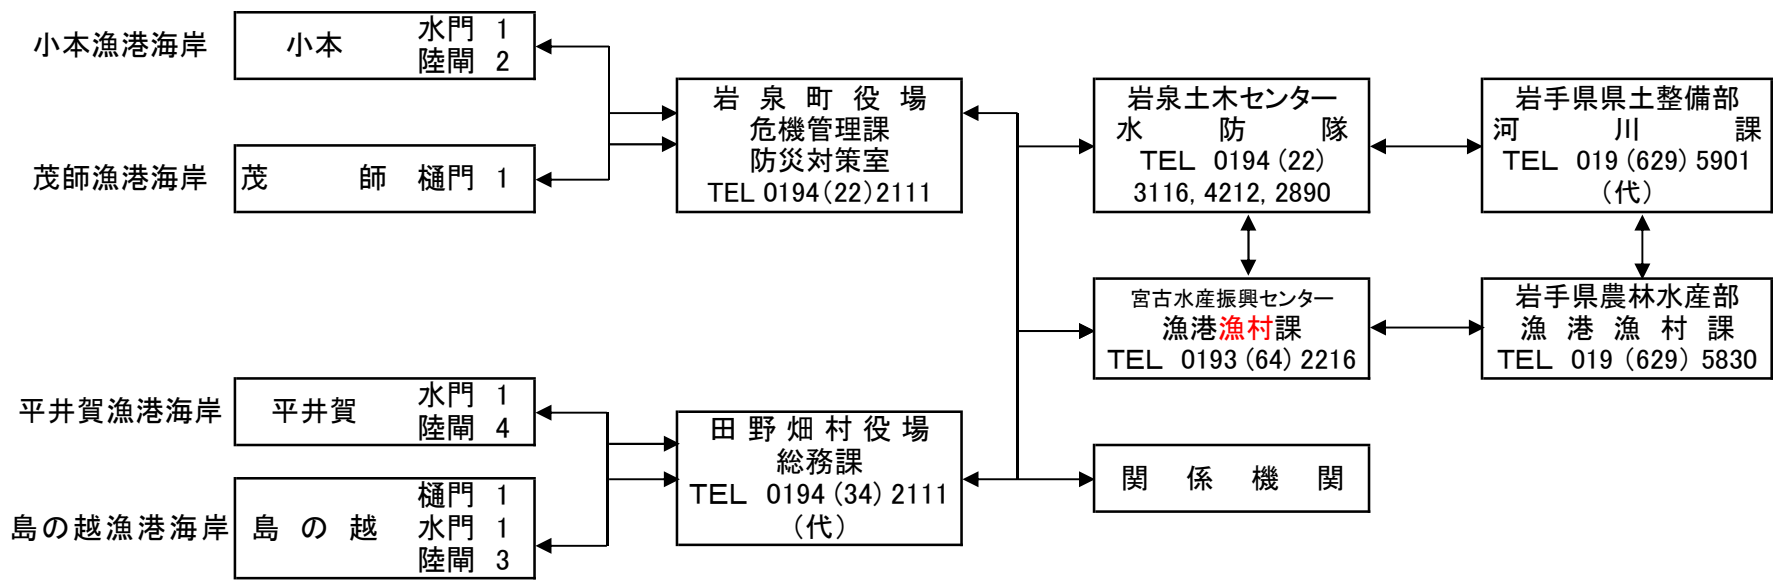 小本漁港海岸
小本 水門 1
陸閘 2
茂師漁港海岸
茂師 樋門 1
平井賀漁港海岸
平井賀 水門 1
陸閘 4
島の越漁港海岸
島の越 樋門 1
水門 1
陸閘 3
岩泉町役場
危機管理課
防災対策室
TEL 0194(22)2111
田野畑村役場
総務課
TEL 0194(34)2111
(代)
岩泉土木センター
水防隊
TEL 0194(22)
3116, 4212, 2890
宮古水産振興センター
漁港漁村課
TEL 0193(64)2216
関係機関
岩手県県土整備部
河川課
TEL 019(629)5901
(代)
岩手県農林水産部
漁港漁村課
TEL 019(629)5830